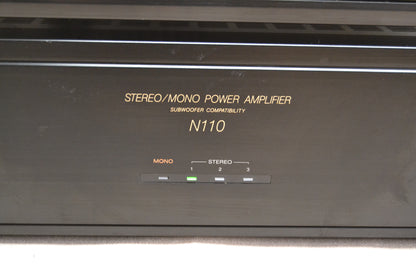 STEREO/MONO POWER AMPLIFIER
SUBWOOFER COMPATIBILITY
N110
MONO STEREO
1 2 3